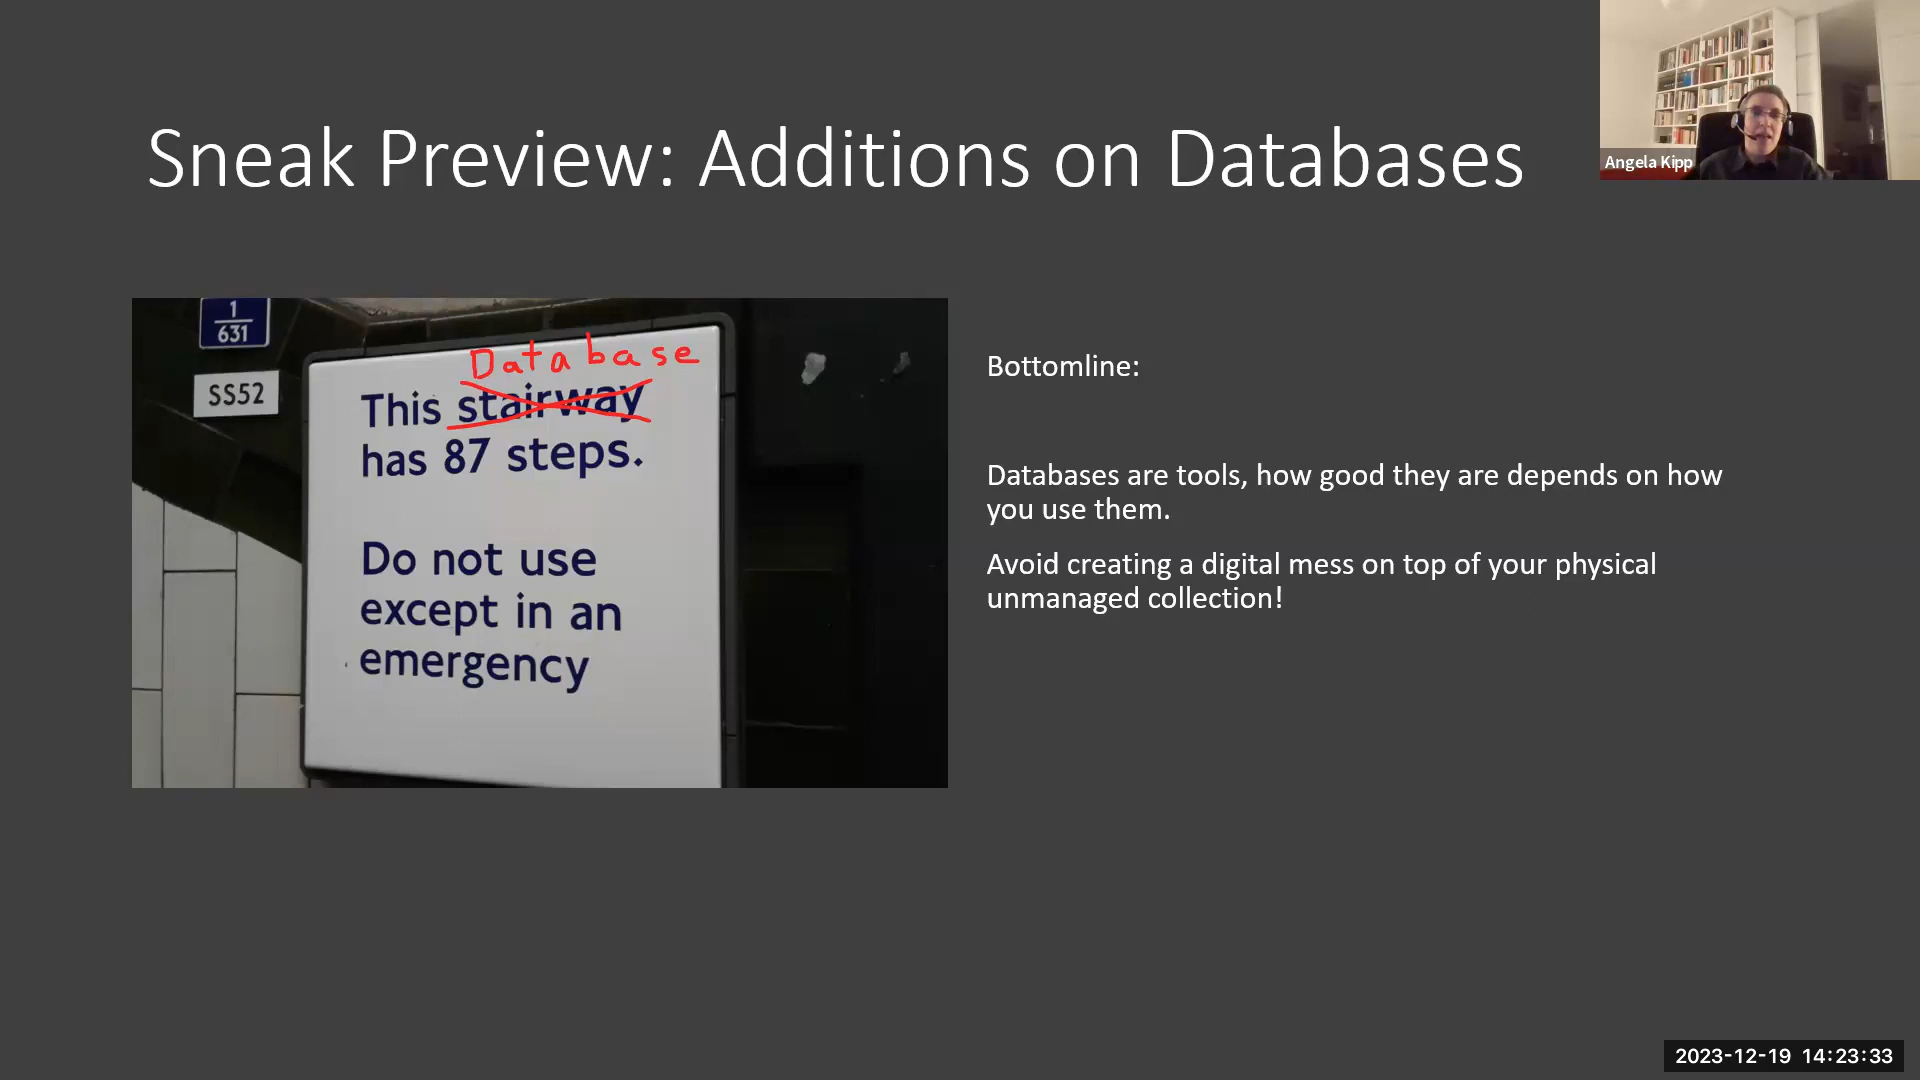 Sneak Preview: Additions on Databases
Angela Kipp
1
631
SS52
Database
This stairway
has 87 steps.
Do not use
except in an
emergency
Bottomline:
Databases are tools, how good they are depends on how
you use them.
Avoid creating a digital mess on top of your physical
unmanaged collection!
2023-12-19 14:23:33